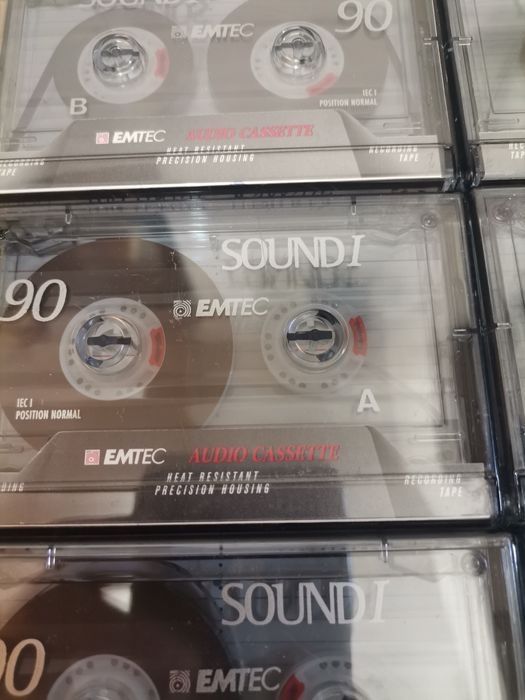 SOUND I
EMTEC
90
B
IEC I
POSITION NORMAL
EMTEC AUDIO CASSETTE
HEAT RESISTANT
PRECISION HOUSING
RECORDING
TAPE
SOUND I
90
EMTEC
A
IEC I
POSITION NORMAL
EMTEC AUDIO CASSETTE
HEAT RESISTANT
PRECISION HOUSING
RECORDING
TAPE
SOUND I
EMTEC